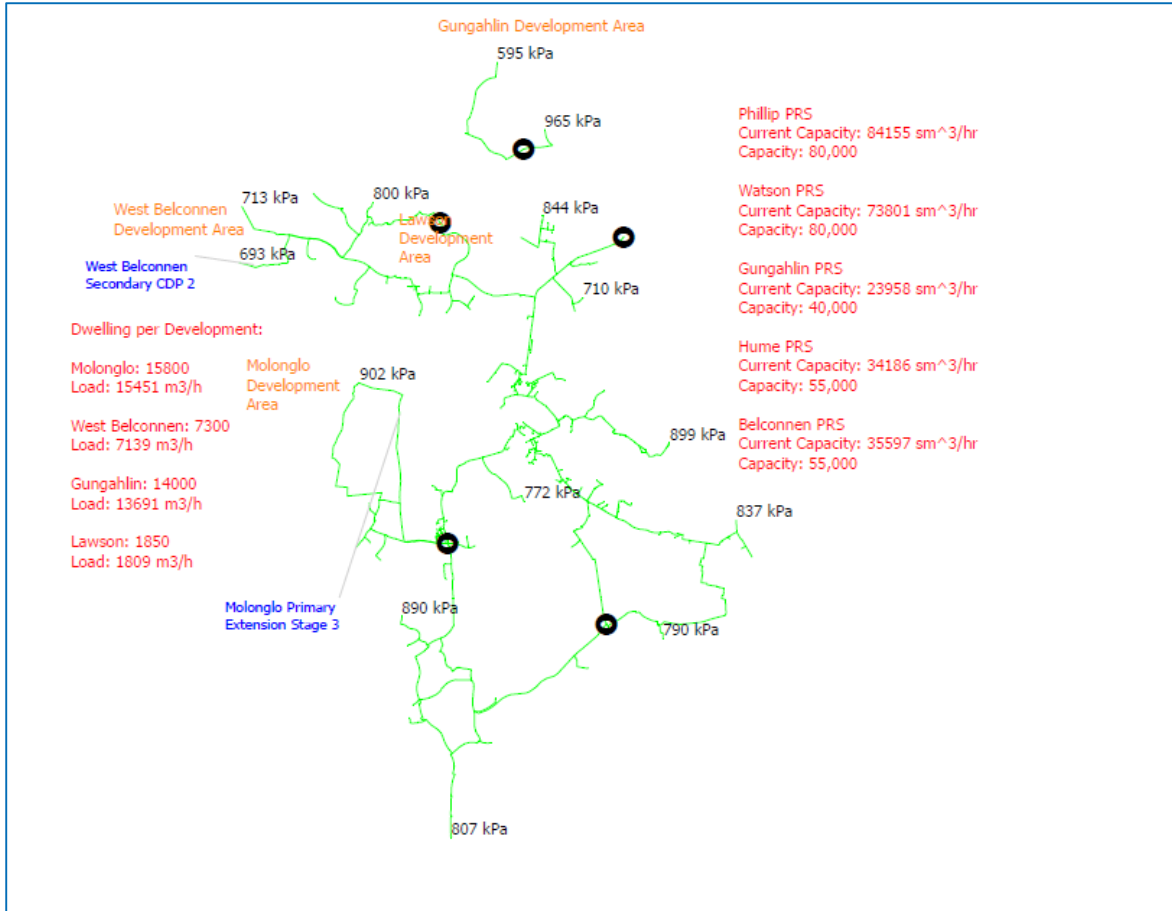 Gungahlin Development Area
595 kPa
965 kPa
713 kPa
800 kPa
844 kPa
West Belconnen
Development Area
Lawson
Development
Area
693 kPa
West Belconnen
Secondary CDP 2
710 kPa
Dwelling per Development:
Molonglo: 15800
Load: 15451 m3/h
West Belconnen: 7300
Load: 7139 m3/h
Gungahlin: 14000
Load: 13691 m3/h
Lawson: 1850
Load: 1809 m3/h
Molonglo
Development
Area
902 kPa
899 kPa
772 kPa
837 kPa
Molonglo Primary
Extension Stage 3
890 kPa
790 kPa
807 kPa
Phillip PRS
Current Capacity: 84155 sm^3/hr
Capacity: 80,000
Watson PRS
Current Capacity: 73801 sm^3/hr
Capacity: 80,000
Gungahlin PRS
Current Capacity: 23958 sm^3/hr
Capacity: 40,000
Hume PRS
Current Capacity: 34186 sm^3/hr
Capacity: 55,000
Belconnen PRS
Current Capacity: 35597 sm^3/hr
Capacity: 55,000